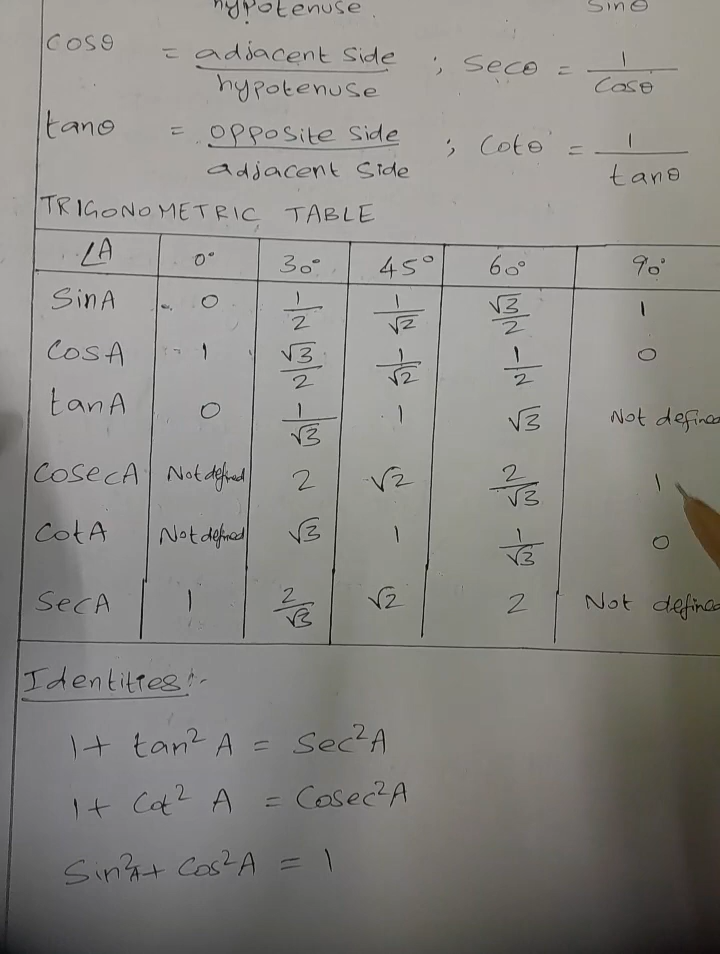 hypotenuse. sinθ
cosθ = adjacent side / hypotenuse ; secθ = 1 / cosθ
tanθ = opposite side / adjacent side ; cotθ = 1 / tanθ
TRIGONOMETRIC TABLE
∠A 0° 30° 45° 60° 90°
SinA 0 1/2 1/√2 √3/2 1
CosA 1 √3/2 1/√2 1/2 0
tanA 0 1/√3 1 √3 Not defined
CosecA Not defined 2 √2 2/√3 1
CotA Not defined √3 1 1/√3 0
SecA 1 2/√3 √2 2 Not defined
Identities:-
1 + tan²A = Sec²A
1 + Cot²A = Cosec²A
Sin²A + Cos²A = 1